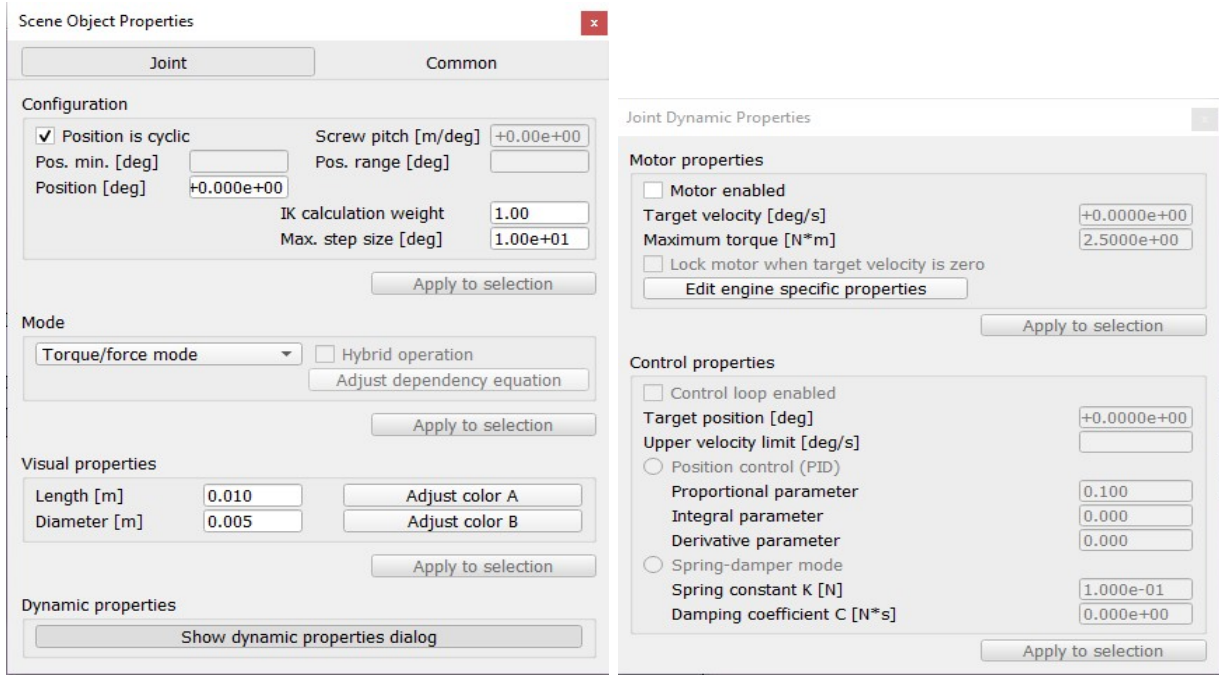 Scene Object Properties
x
Joint Common
Configuration
Position is cyclic Screw pitch [m/deg] +0.00e+00
Pos. min. [deg] Pos. range [deg]
Position [deg] +0.000e+00
IK calculation weight 1.00
Max. step size [deg] 1.00e+01
Apply to selection
Mode
Torque/force mode Hybrid operation
Adjust dependency equation
Apply to selection
Visual properties
Length [m] 0.010 Adjust color A
Diameter [m] 0.005 Adjust color B
Apply to selection
Dynamic properties
Show dynamic properties dialog
Joint Dynamic Properties
x
Motor properties
Motor enabled
Target velocity [deg/s] +0.0000e+00
Maximum torque [N*m] 2.5000e+00
Lock motor when target velocity is zero
Edit engine specific properties
Apply to selection
Control properties
Control loop enabled
Target position [deg] +0.0000e+00
Upper velocity limit [deg/s]
Position control (PID)
Proportional parameter 0.100
Integral parameter 0.000
Derivative parameter 0.000
Spring-damper mode
Spring constant K [N] 1.000e-01
Damping coefficient C [N*s] 0.000e+00
Apply to selection